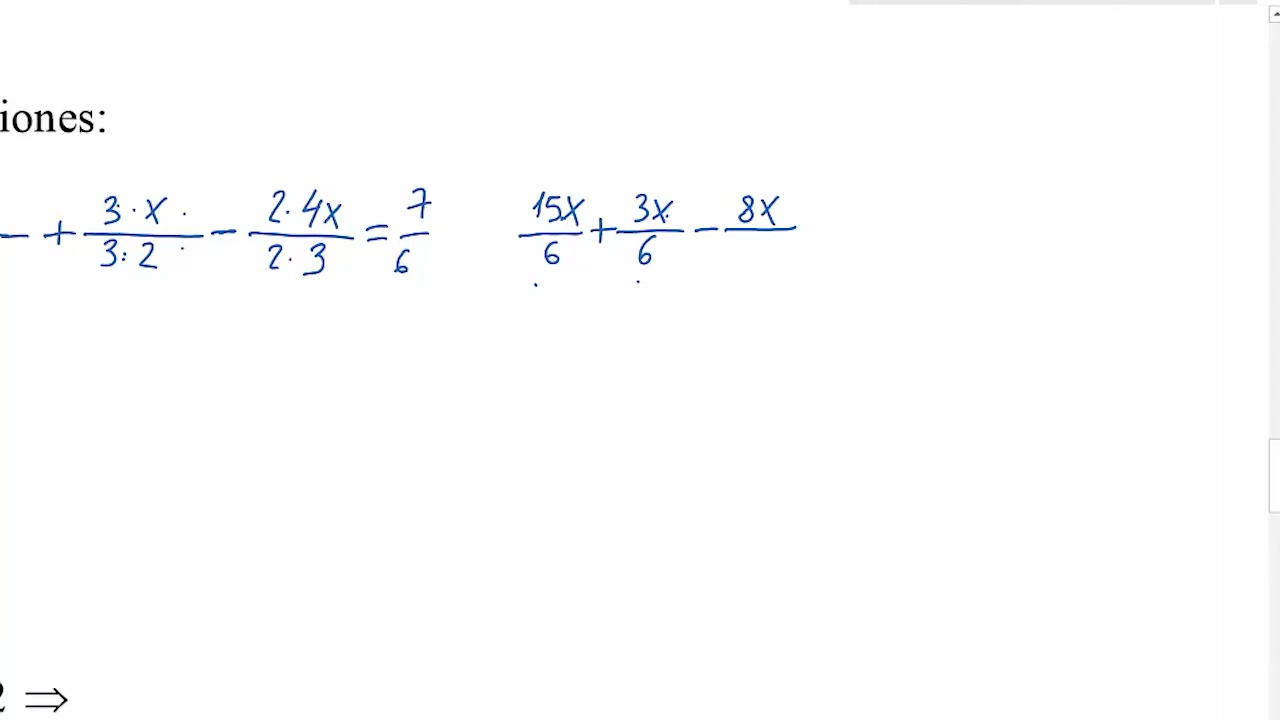 iones:
+ 3·x / 3·2 - 2·4x / 2·3 = 7/6 15x/6 + 3x/6 - 8x/
2 ⇒